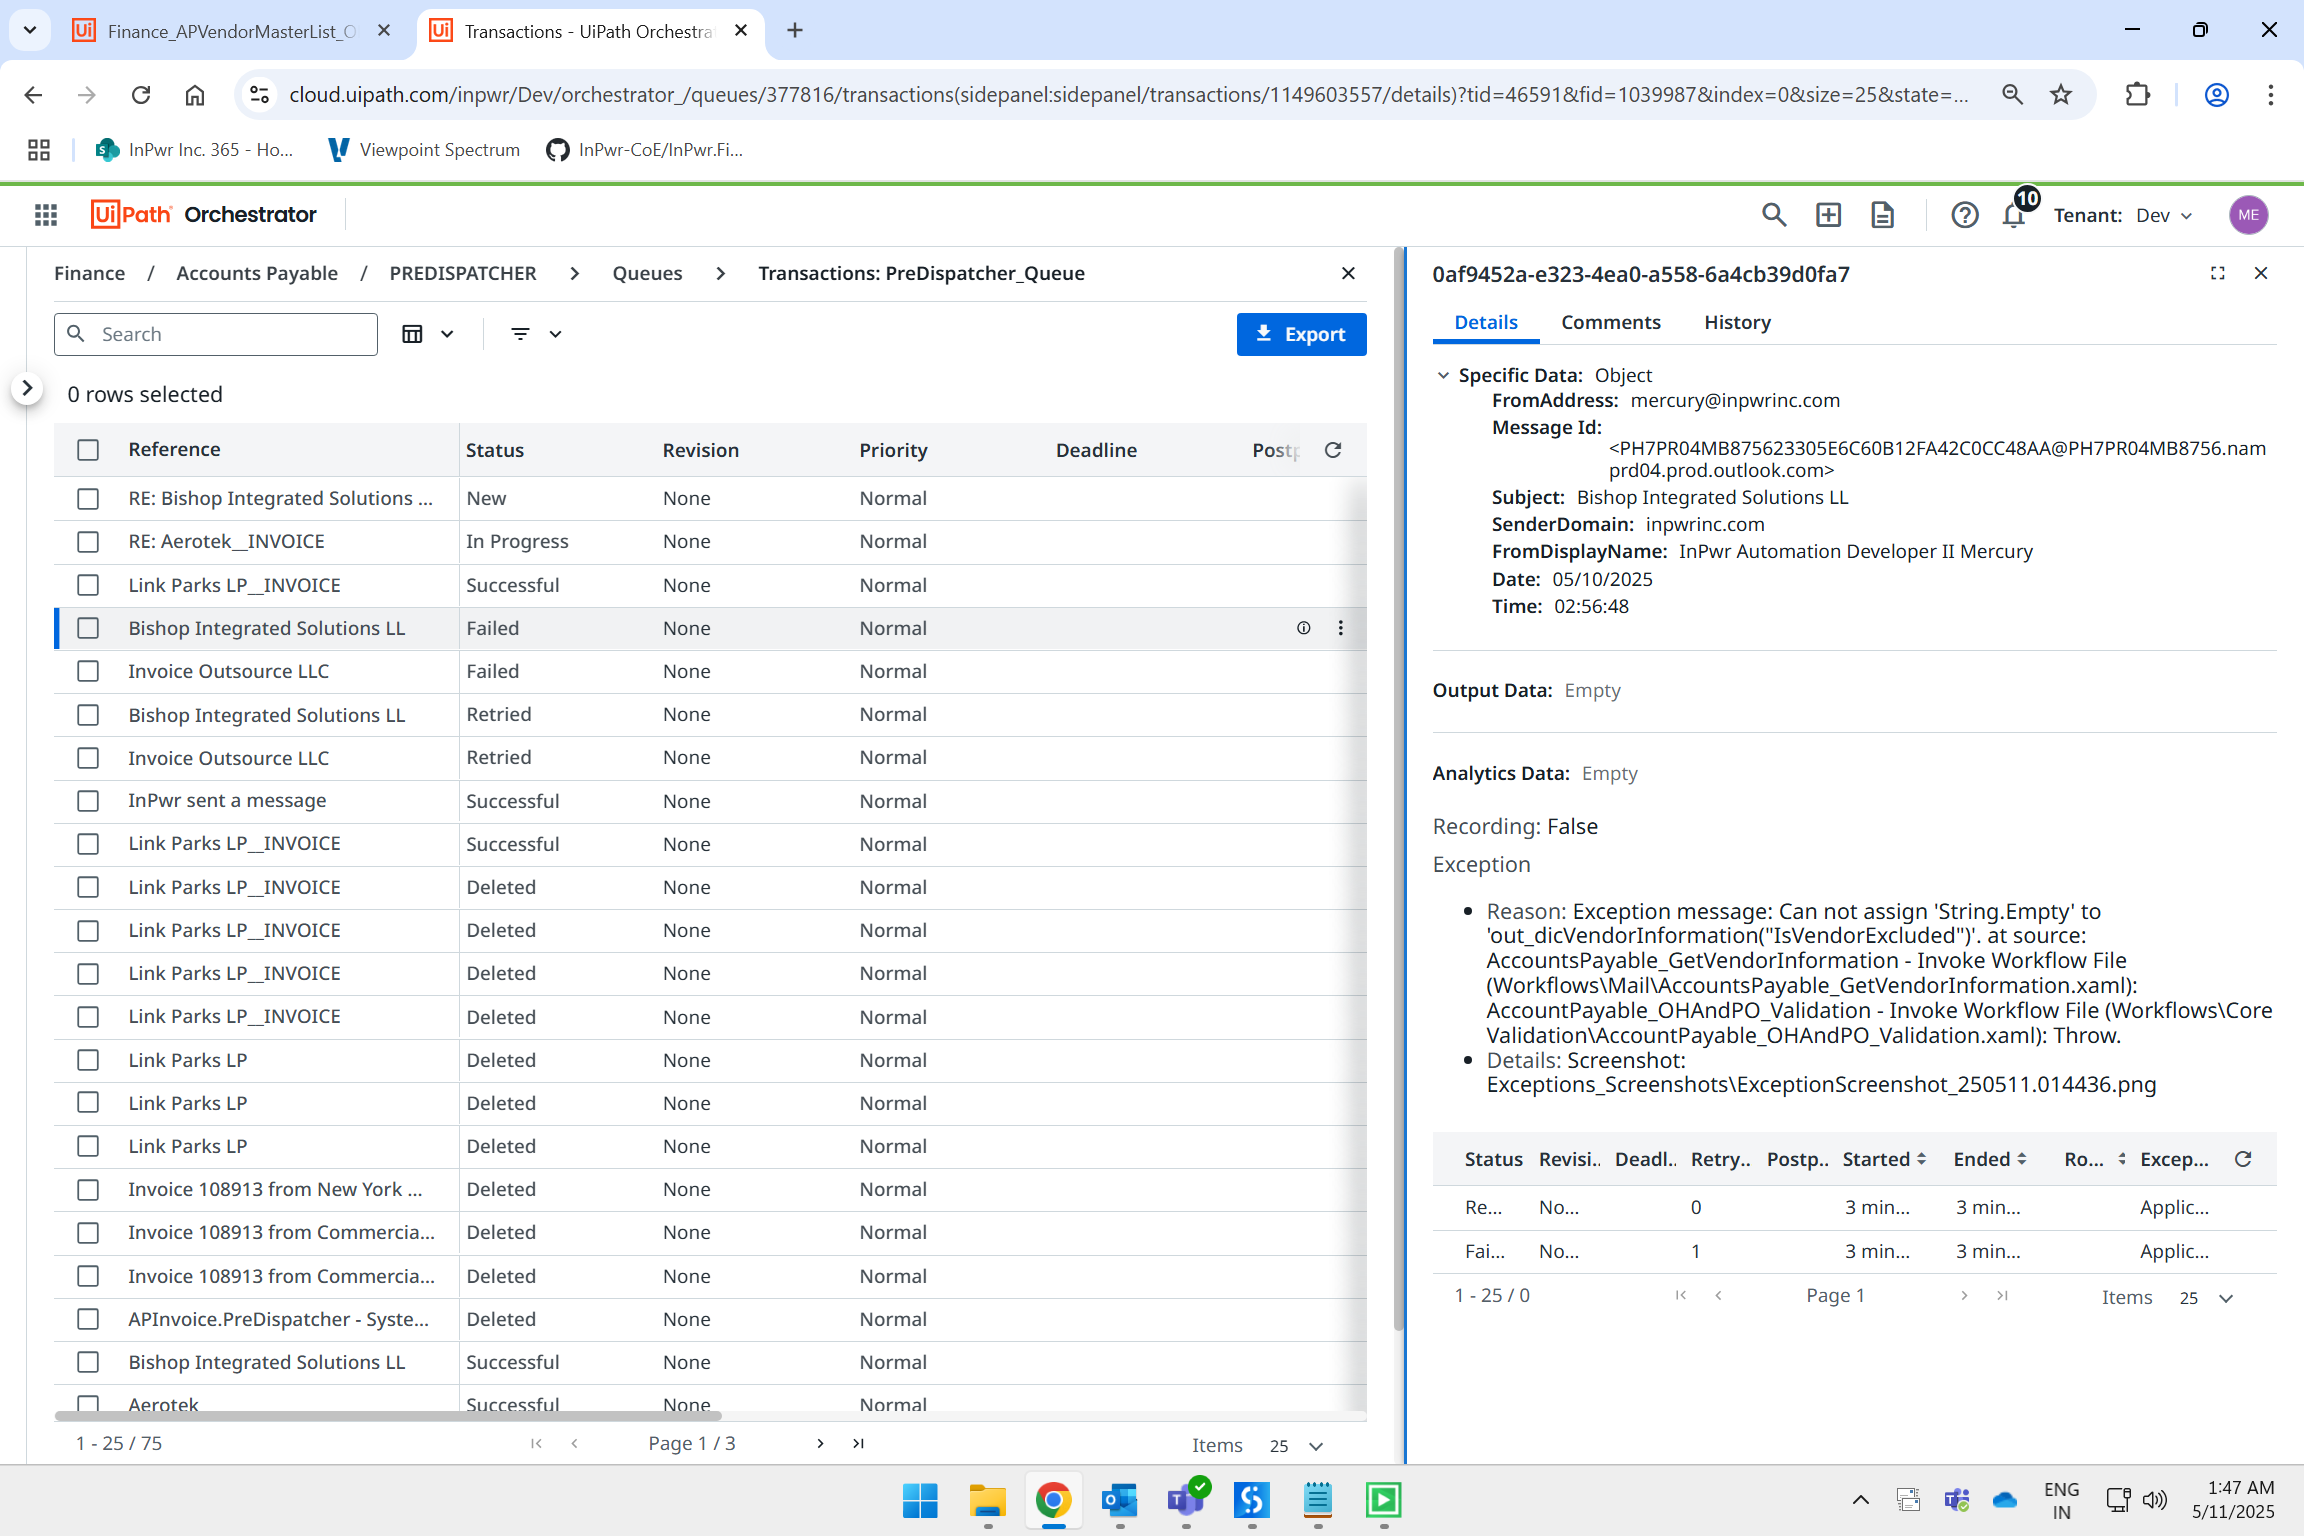 Finance_APVendorMasterList_O
Transactions - UiPath Orchestra
cloud.uipath.com/inpwr/Dev/orchestrator_/queues/377816/transactions(sidepanel:sidepanel/transactions/1149603557/details)?tid=46591&fid=1039987&index=0&size=25&state=...
InPwr Inc. 365 - Ho...
Viewpoint Spectrum
InPwr-CoE/InPwr.Fi...
UiPath Orchestrator
10
Tenant: Dev
ME
Finance / Accounts Payable / PREDISPATCHER > Queues > Transactions: PreDispatcher_Queue
Search
Export
0 rows selected
Reference Status Revision Priority Deadline Postp
RE: Bishop Integrated Solutions ... New None Normal
RE: Aerotek__INVOICE In Progress None Normal
Link Parks LP__INVOICE Successful None Normal
Bishop Integrated Solutions LL Failed None Normal
Invoice Outsource LLC Failed None Normal
Bishop Integrated Solutions LL Retried None Normal
Invoice Outsource LLC Retried None Normal
InPwr sent a message Successful None Normal
Link Parks LP__INVOICE Successful None Normal
Link Parks LP__INVOICE Deleted None Normal
Link Parks LP__INVOICE Deleted None Normal
Link Parks LP__INVOICE Deleted None Normal
Link Parks LP__INVOICE Deleted None Normal
Link Parks LP Deleted None Normal
Link Parks LP Deleted None Normal
Link Parks LP Deleted None Normal
Invoice 108913 from New York ... Deleted None Normal
Invoice 108913 from Commercia... Deleted None Normal
Invoice 108913 from Commercia... Deleted None Normal
APInvoice.PreDispatcher - Syste... Deleted None Normal
Bishop Integrated Solutions LL Successful None Normal
Aerotek Successful None Normal
1 - 25 / 75
Page 1 / 3
Items 25
0af9452a-e323-4ea0-a558-6a4cb39d0fa7
Details Comments History
Specific Data: Object
FromAddress: mercury@inpwrinc.com
Message Id:
<PH7PR04MB875623305E6C60B12FA42C0CC48AA@PH7PR04MB8756.nam
prd04.prod.outlook.com>
Subject: Bishop Integrated Solutions LL
SenderDomain: inpwrinc.com
FromDisplayName: InPwr Automation Developer II Mercury
Date: 05/10/2025
Time: 02:56:48
Output Data: Empty
Analytics Data: Empty
Recording: False
Exception
• Reason: Exception message: Can not assign 'String.Empty' to
'out_dicVendorInformation("IsVendorExcluded")'. at source:
AccountsPayable_GetVendorInformation - Invoke Workflow File
(Workflows\Mail\AccountsPayable_GetVendorInformation.xaml):
AccountPayable_OHAndPO_Validation - Invoke Workflow File (Workflows\Core
Validation\AccountPayable_OHAndPO_Validation.xaml): Throw.
• Details: Screenshot:
Exceptions_Screenshots\ExceptionScreenshot_250511.014436.png
Status Revisi.. Deadl.. Retry.. Postp.. Started Ended Ro... Excep...
Re... No... 0 3 min... 3 min... Applic...
Fai... No... 1 3 min... 3 min... Applic...
1 - 25 / 0
Page 1
Items 25
ENG
IN
1:47 AM
5/11/2025